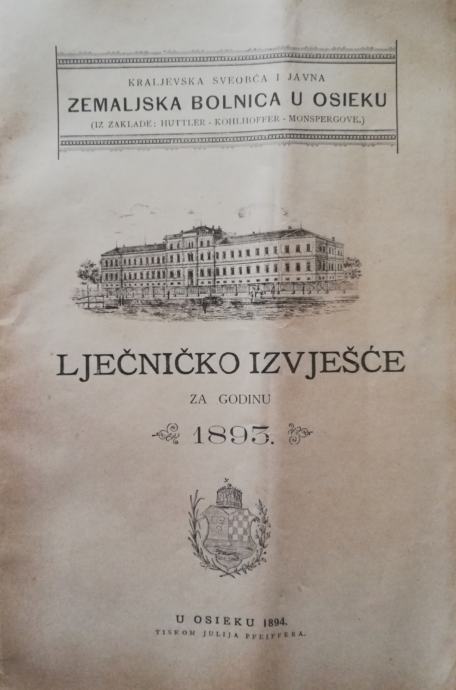 KRALJEVSKA SVEOBĆA I JAVNA
ZEMALJSKA BOLNICA U OSIEKU
(IZ ZAKLADE: HUTTLER - KOHLHOFFER - MONSPERGOVE.)
LJEČNIČKO IZVJEŠĆE
ZA GODINU
1893.
U OSIEKU 1894.
TISKOM JULIJA PFEIFFERA.